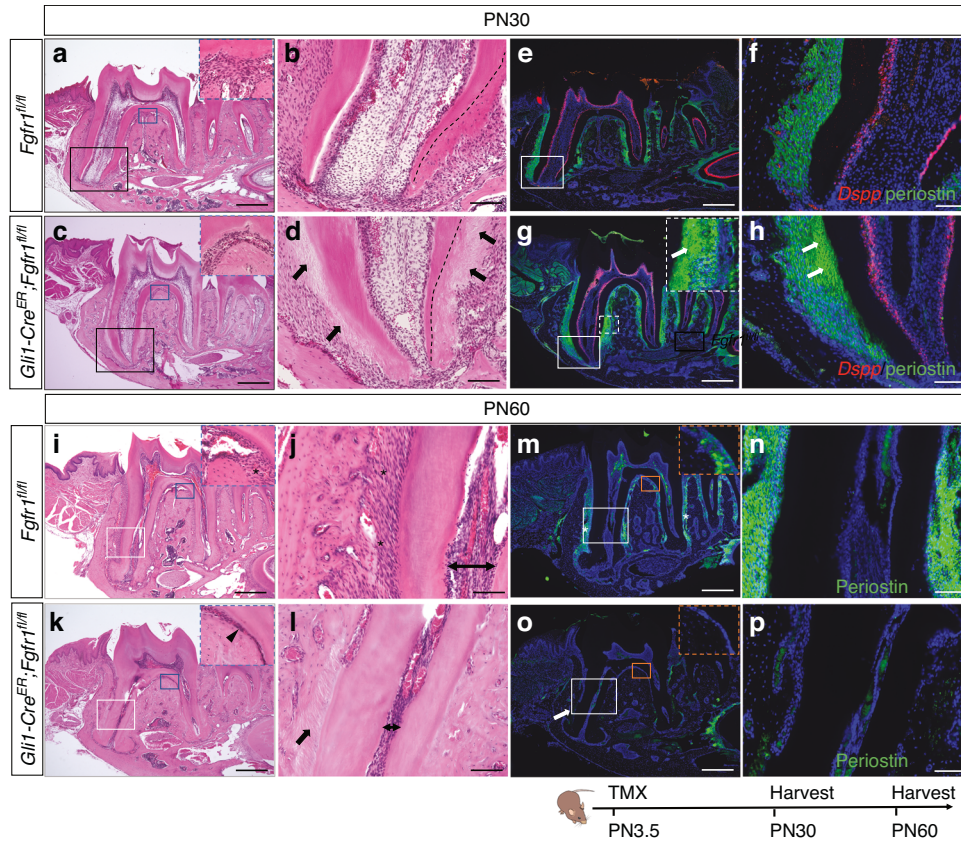 PN30
Fgfr1fl/fl
a
b
e
f
Dspp periostin
Gli1-CreER;Fgfr1fl/fl
c
d
g
h
Dspp periostin
PN60
Fgfr1fl/fl
i
*
j
*
*
m
*
*
n
Periostin
Gli1-CreER;Fgfr1fl/fl
k
l
o
p
Periostin
TMX Harvest Harvest
PN3.5 PN30 PN60